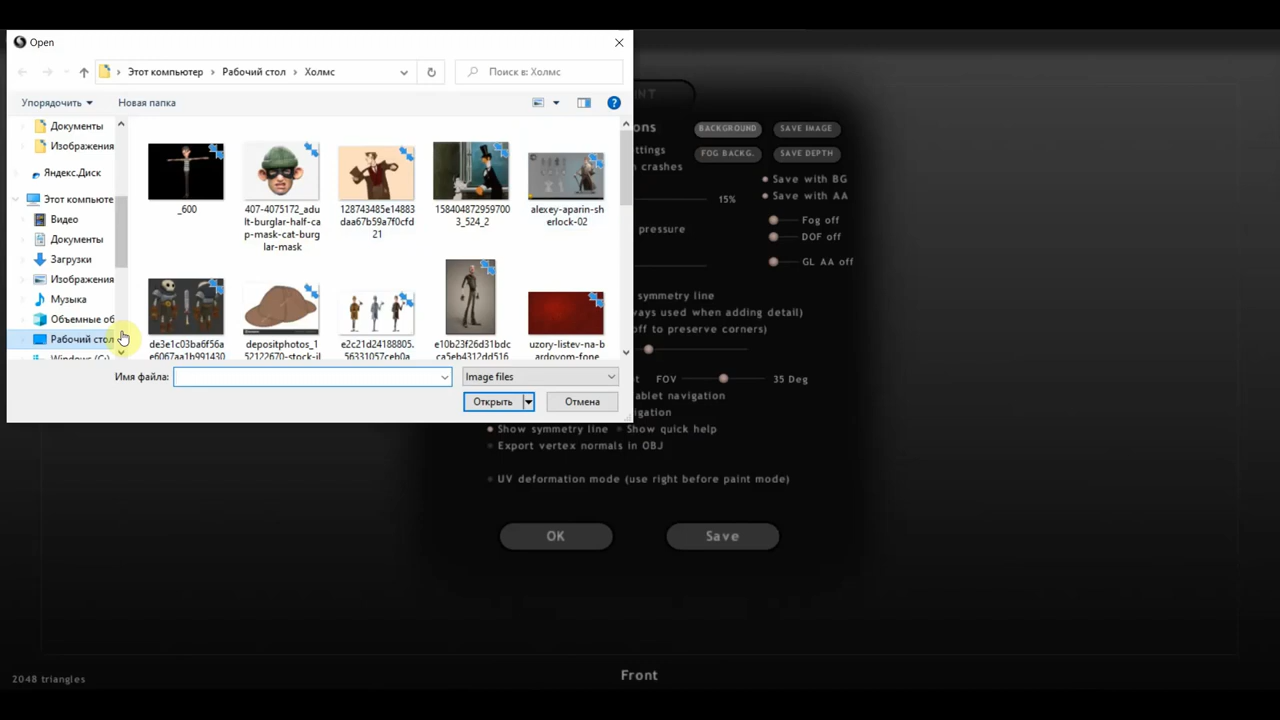 Open
Этот компьютер
Рабочий стол
Холмс
Поиск в: Холмс
Упорядочить
Новая папка
Документы
Изображения
Яндекс.Диск
Этот компьюте
Видео
Документы
Загрузки
Изображения
Музыка
Объемные об
Рабочий стол
Windows (C:)
_600
407-4075172_adu
lt-burglar-half-ca
p-mask-cat-burg
lar-mask
128743485e14883
daa67b59a7f0cfd
21
158404872959700
3_524_2
alexey-aparin-sh
erlock-02
de3e1c03ba6f56a
e6067aa1b991430
depositphotos_1
52122670-stock-il
e2c21d24188805.
56331057ceb0a
e10b23f26d31bdc
ca5eb4312dd516
uzory-listev-na-b
ardovom-fone
Имя файла:
Image files
Открыть
Отмена
NT
ons
BACKGROUND
SAVE IMAGE
ettings
FOG BACKG.
SAVE DEPTH
n crashes
Save with BG
Save with AA
15%
Fog off
pressure
DOF off
GL AA off
symmetry line
ways used when adding detail)
off to preserve corners)
t
FOV
35 Deg
ablet navigation
igation
Show symmetry line
Show quick help
Export vertex normals in OBJ
UV deformation mode (use right before paint mode)
OK
Save
Front
2048 triangles